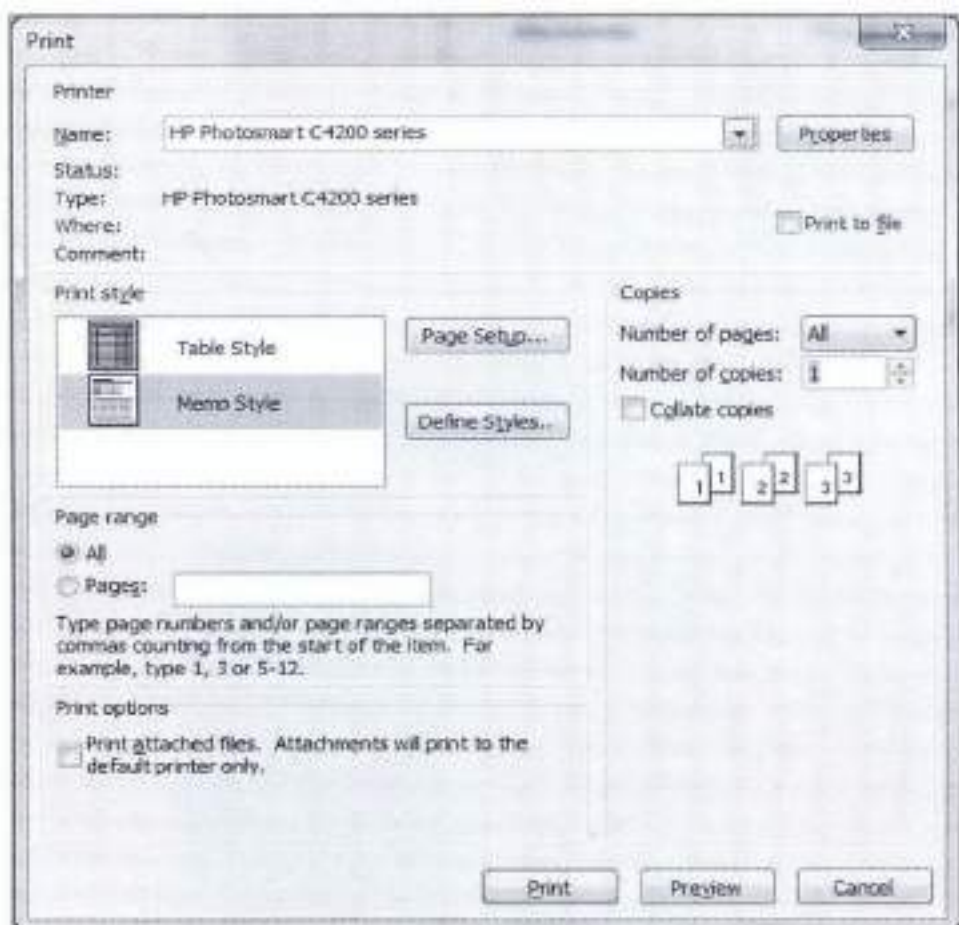 Print
Printer
Name:
HP Photosmart C4200 series
Properties
Status:
Type:
HP Photosmart C4200 series
Where:
Print to file
Comment:
Print style
Table Style
Memo Style
Page Setup...
Define Styles...
Copies
Number of pages:
All
Number of copies:
1
Collate copies
1 1 2 2 3 3
Page range
All
Pages:
Type page numbers and/or page ranges separated by
commas counting from the start of the item. For
example, type 1, 3 or 5-12.
Print options
Print attached files. Attachments will print to the
default printer only.
Print
Preview
Cancel